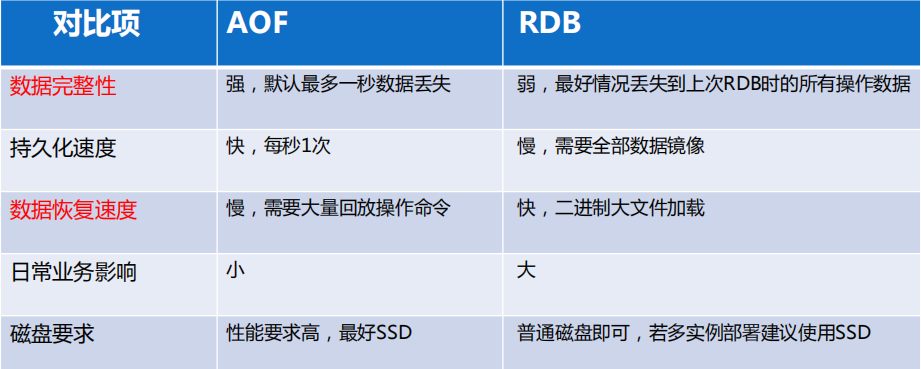 对比项 AOF RDB
数据完整性 强，默认最多一秒数据丢失 弱，最好情况丢失到上次RDB时的所有操作数据
持久化速度 快，每秒1次 慢，需要全部数据镜像
数据恢复速度 慢，需要大量回放操作命令 快，二进制大文件加载
日常业务影响 小 大
磁盘要求 性能要求高，最好SSD 普通磁盘即可，若多实例部署建议使用SSD